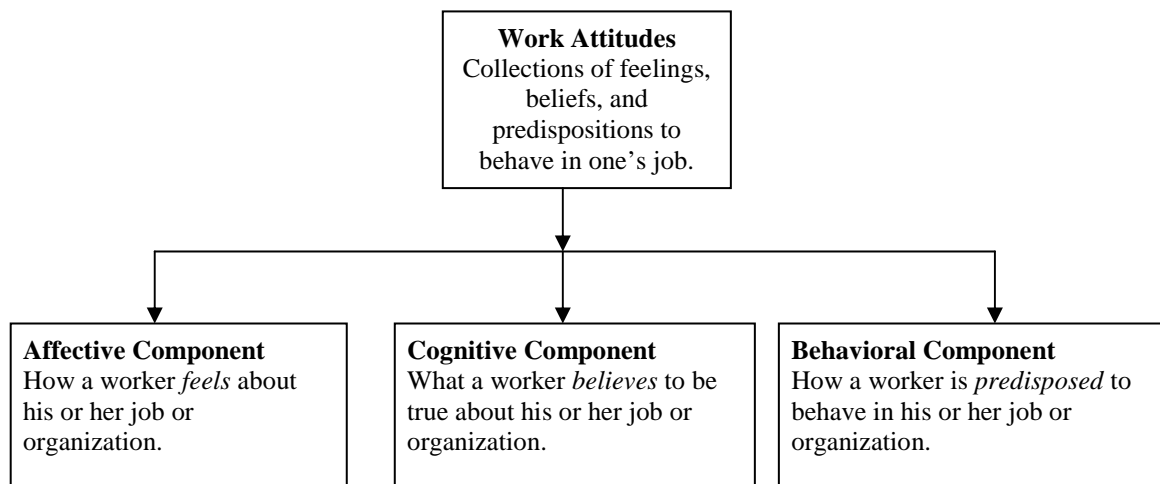 Work Attitudes
Collections of feelings,
beliefs, and
predispositions to
behave in one’s job.
Affective Component
How a worker feels about
his or her job or
organization.
Cognitive Component
What a worker believes to be
true about his or her job or
organization.
Behavioral Component
How a worker is predisposed to
behave in his or her job or
organization.